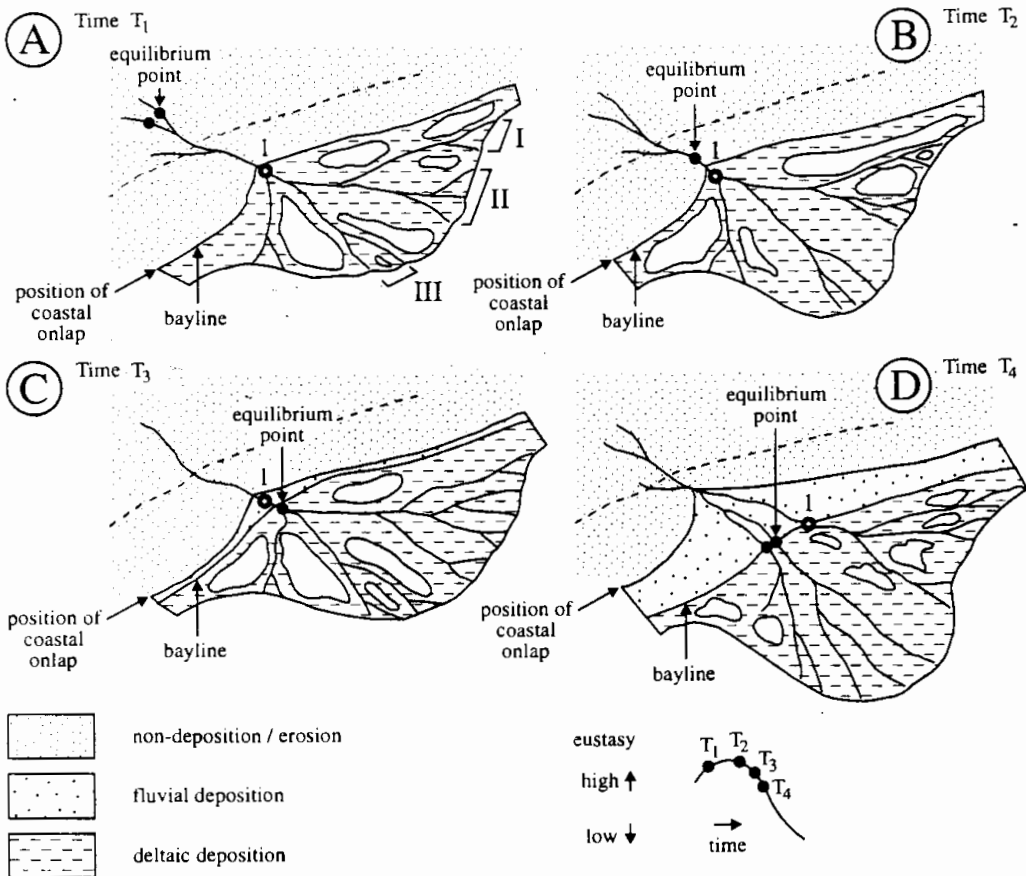 A
Time T1
equilibrium
point
1
I
II
III
position of
coastal
onlap
bayline
B
Time T2
equilibrium
point
1
position of
coastal
onlap
bayline
C
Time T3
equilibrium
point
1
position of
coastal
onlap
bayline
D
Time T4
equilibrium
point
1
position of
coastal
onlap
bayline
non-deposition / erosion
fluvial deposition
deltaic deposition
eustasy
high
low
T1
T2
T3
T4
time